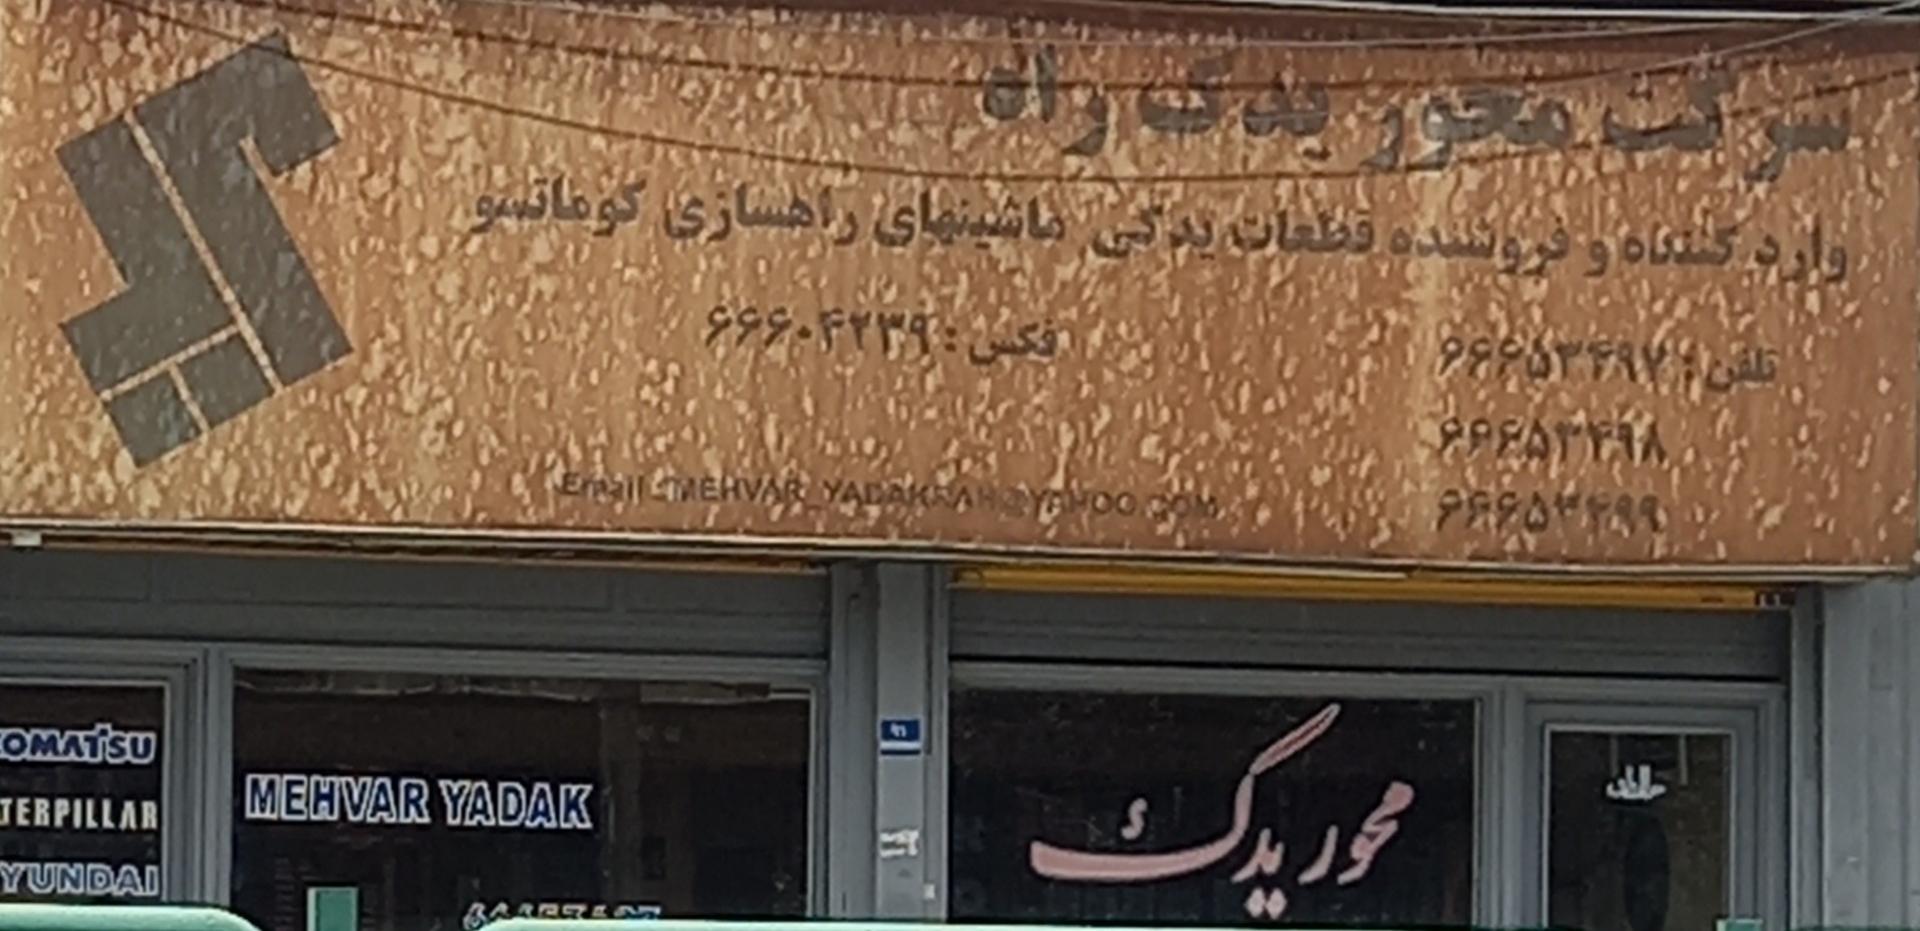 شرکت محور یدک راه
وارد کننده و فروشنده قطعات یدکی ماشینهای راهسازی کوماتسو
تلفن : ۶۶۶۵۳۴۹۷
۶۶۶۵۳۴۹۸
۶۶۶۵۳۴۹۹
فکس : ۶۶۶۰۴۲۳۹
Email : MEHVAR_YADAKRAH@YAHOO.COM
OMATSU
TERPILLAR
YUNDAI
MEHVAR YADAK
محور یدک